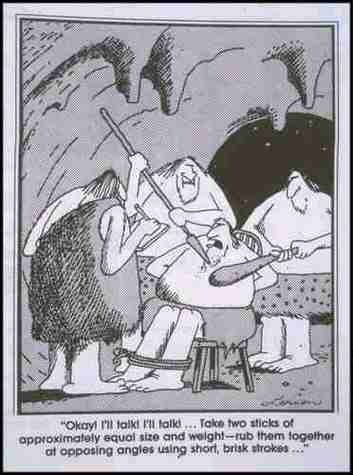 Larson
"Okay! I'll talk! I'll talk! ... Take two sticks of
approximately equal size and weight—rub them together
at opposing angles using short, brisk strokes ..."